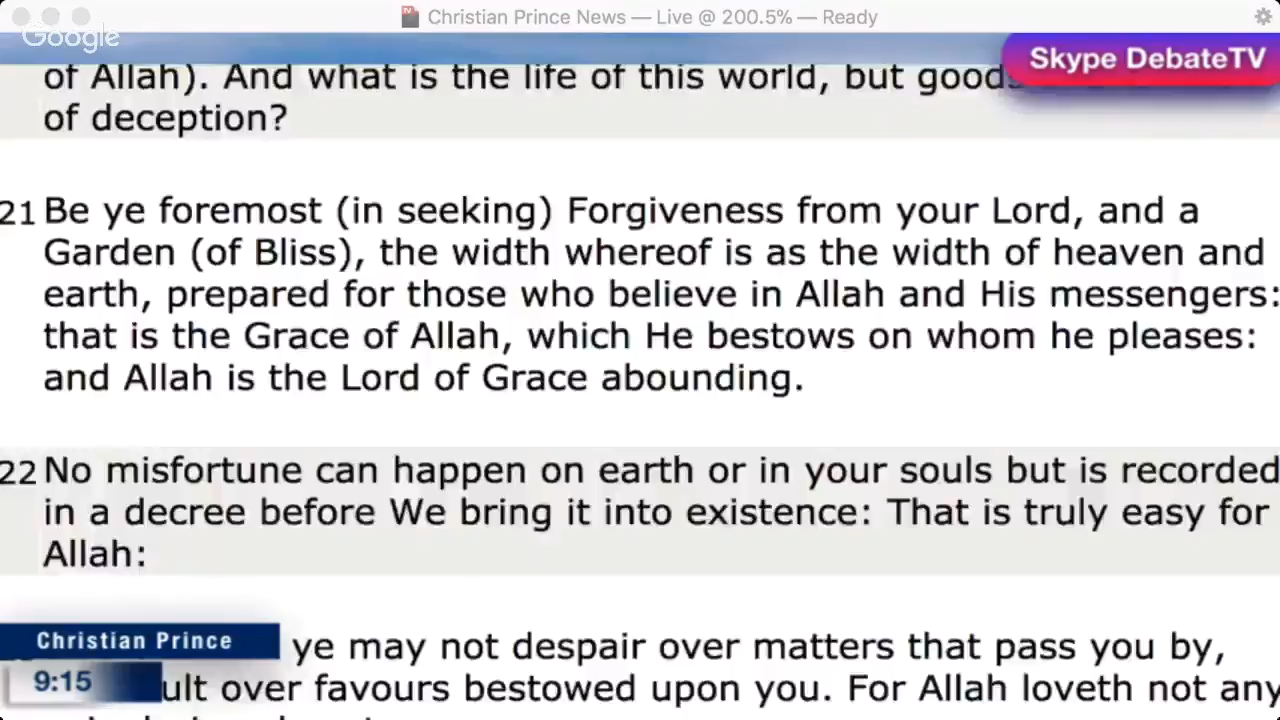 Christian Prince News — Live @ 200.5% — Ready
Google
Skype DebateTV
of Allah). And what is the life of this world, but goods
of deception?
21 Be ye foremost (in seeking) Forgiveness from your Lord, and a
Garden (of Bliss), the width whereof is as the width of heaven and
earth, prepared for those who believe in Allah and His messengers:
that is the Grace of Allah, which He bestows on whom he pleases:
and Allah is the Lord of Grace abounding.
22 No misfortune can happen on earth or in your souls but is recorded
in a decree before We bring it into existence: That is truly easy for
Allah:
Christian Prince
ye may not despair over matters that pass you by,
9:15
ult over favours bestowed upon you. For Allah loveth not any